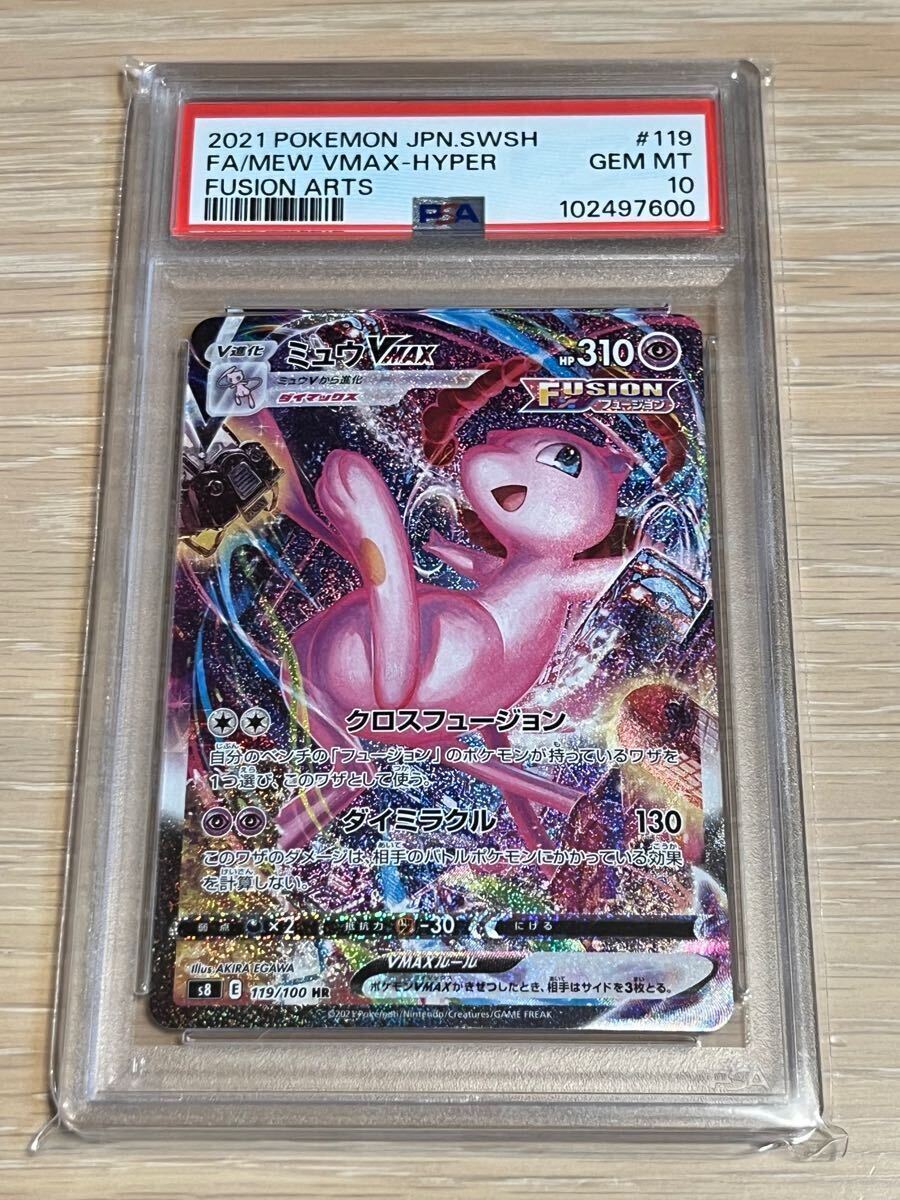 2021 POKEMON JPN.SWSH #119
FA/MEW VMAX-HYPER GEM MT
FUSION ARTS 10
PSA 102497600
V進化 ミュウVMAX HP310
ミュウVから進化
ダイマックス
FUSION
フュージョン
クロスフュージョン
自分のベンチの「フュージョン」のポケモンが持っているワザを
1つ選び、このワザとして使う。
ダイミラクル 130
このワザのダメージは、相手のバトルポケモンにかかっている効果
を計算しない。
弱点 ×2 抵抗力 -30 にげる
Illus. AKIRA EGAWA
VMAXルール
ポケモンVMAXがきぜつしたとき、相手はサイドを3枚とる。
s8 E 119/100 HR
©2021 Pokémon/Nintendo/Creatures/GAME FREAK
PSA